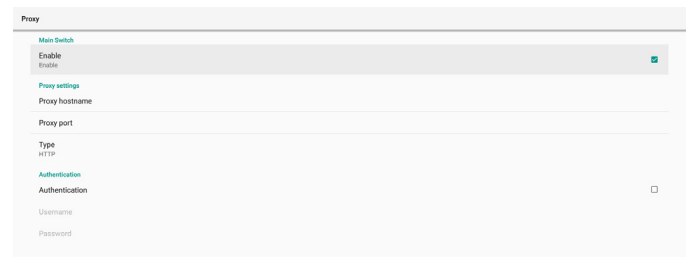 Proxy
Main Switch
Enable
Enable
Proxy settings
Proxy hostname
Proxy port
Type
HTTP
Authentication
Authentication
Username
Password